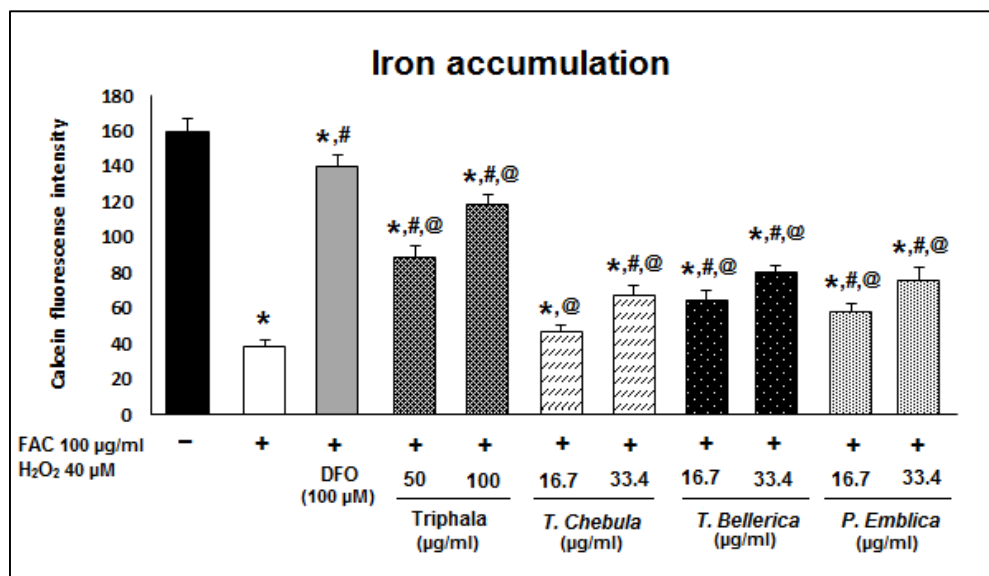 Iron accumulation
Calcein fluorescense intensity
180
160
140
120
100
80
60
40
20
0
*
*,#
*,#,@
*,#,@
*,@
*,#,@
*,#,@
*,#,@
*,#,@
*,#,@
FAC 100 µg/ml − + + + + + + + + + +
H₂O₂ 40 µM
DFO 50 100 16.7 33.4 16.7 33.4 16.7 33.4
(100 µM)
Triphala T. Chebula T. Bellerica P. Emblica
(µg/ml) (µg/ml) (µg/ml) (µg/ml)